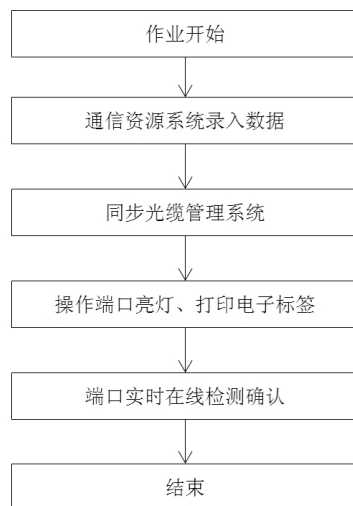 作业开始
通信资源系统录入数据
同步光缆管理系统
操作端口亮灯、打印电子标签
端口实时在线检测确认
结束